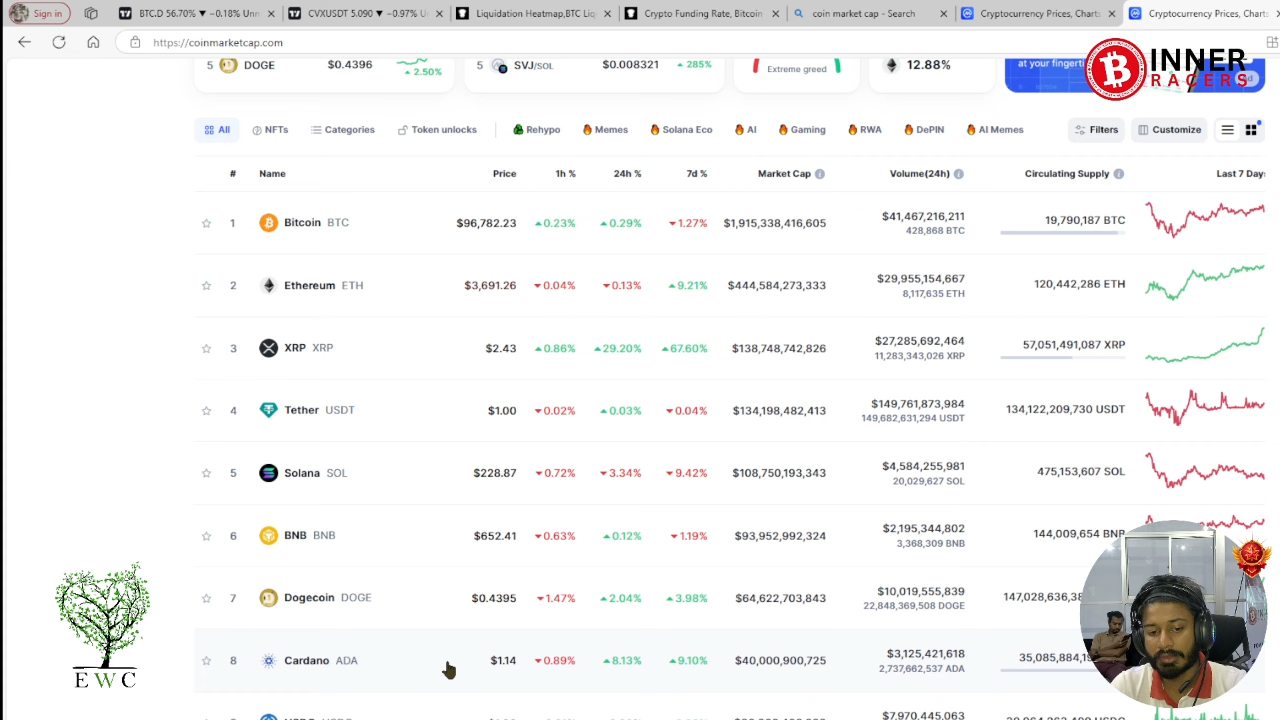 Sign in
BTC.D 56.70% ▼ −0.18% Unn
CVXUSDT 5.090 ▼ −0.97% U
Liquidation Heatmap,BTC Liq
Crypto Funding Rate, Bitcoin
coin market cap - Search
Cryptocurrency Prices, Charts
Cryptocurrency Prices, Charts
https://coinmarketcap.com
INNER
RACERS
5 DOGE $0.4396 2.50%
5 SVJ/SOL $0.008321 285%
Extreme greed
12.88%
at your fingerti
All NFTs Categories Token unlocks Rehypo Memes Solana Eco AI Gaming RWA DePIN AI Memes Filters Customize
# Name Price 1h % 24h % 7d % Market Cap Volume(24h) Circulating Supply Last 7 Days
1 Bitcoin BTC $96,782.23 0.23% 0.29% 1.27% $1,915,338,416,605 $41,467,216,211 19,790,187 BTC
428,868 BTC
2 Ethereum ETH $3,691.26 0.04% 0.13% 9.21% $444,584,273,333 $29,955,154,667 120,442,286 ETH
8,117,635 ETH
3 XRP XRP $2.43 0.86% 29.20% 67.60% $138,748,742,826 $27,285,692,464 57,051,491,087 XRP
11,283,343,026 XRP
4 Tether USDT $1.00 0.02% 0.03% 0.04% $134,198,482,413 $149,761,873,984 134,122,209,730 USDT
149,682,631,294 USDT
5 Solana SOL $228.87 0.72% 3.34% 9.42% $108,750,193,343 $4,584,255,981 475,153,607 SOL
20,029,627 SOL
6 BNB BNB $652.41 0.63% 0.12% 1.19% $93,952,992,324 $2,195,344,802 144,009,654 BNB
3,368,309 BNB
7 Dogecoin DOGE $0.4395 1.47% 2.04% 3.98% $64,622,703,843 $10,019,555,839 147,028,636,38
22,848,369,508 DOGE
8 Cardano ADA $1.14 0.89% 8.13% 9.10% $40,000,900,725 $3,125,421,618 35,085,884,19
2,737,662,537 ADA
$7,970,445,063
EWC